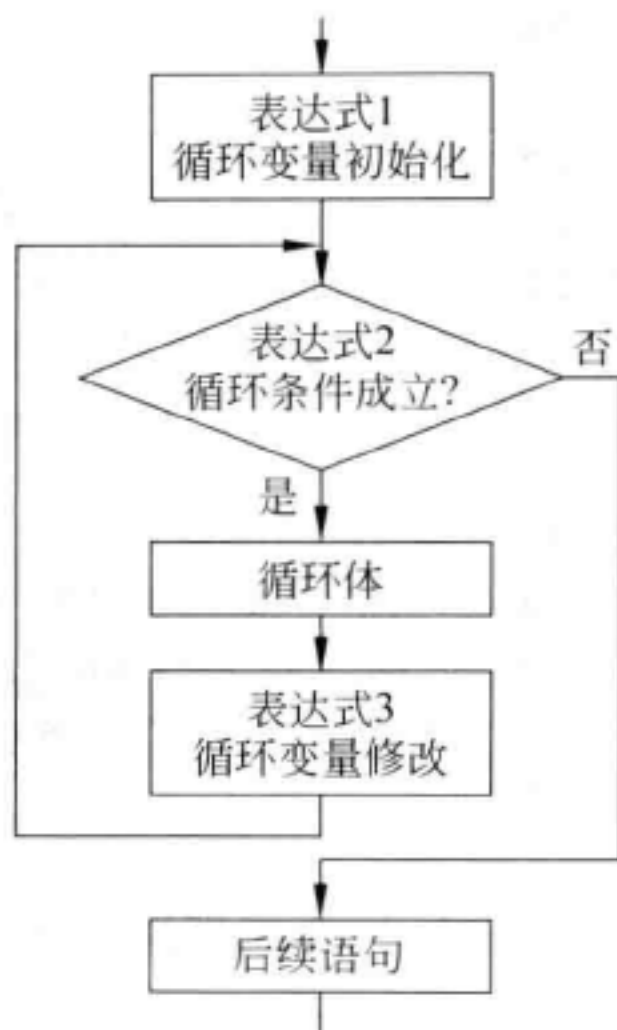 表达式1
循环变量初始化
表达式2
循环条件成立?
否
是
循环体
表达式3
循环变量修改
后续语句